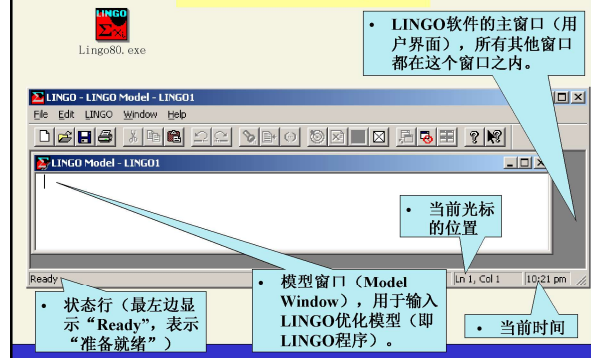 LINGO
Lingo80.exe
• LINGO软件的主窗口（用
户界面），所有其他窗口
都在这个窗口之内。
LINGO - LINGO Model - LINGO1
File Edit LINGO Window Help
LINGO Model - LINGO1
• 当前光标
的位置
Ready
Ln 1, Col 1
10:21 pm
• 状态行（最左边显
示“Ready”，表示
“准备就绪”）
• 模型窗口（Model
Window），用于输入
LINGO优化模型（即
LINGO程序）。
• 当前时间